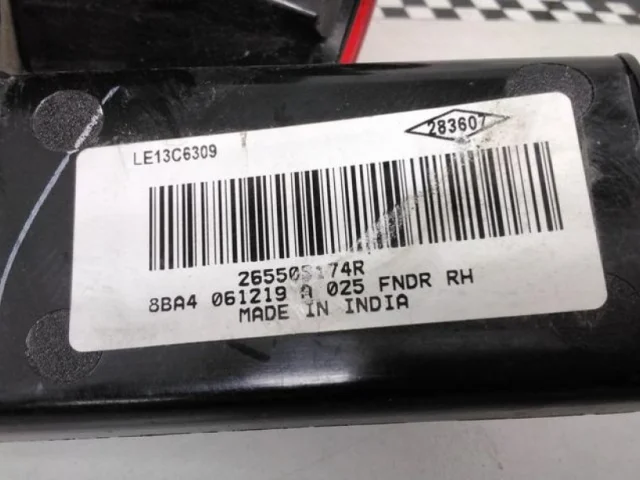 283607
LE13C6309
265505174R
8BA4 061219 A 025 FNDR RH
MADE IN INDIA